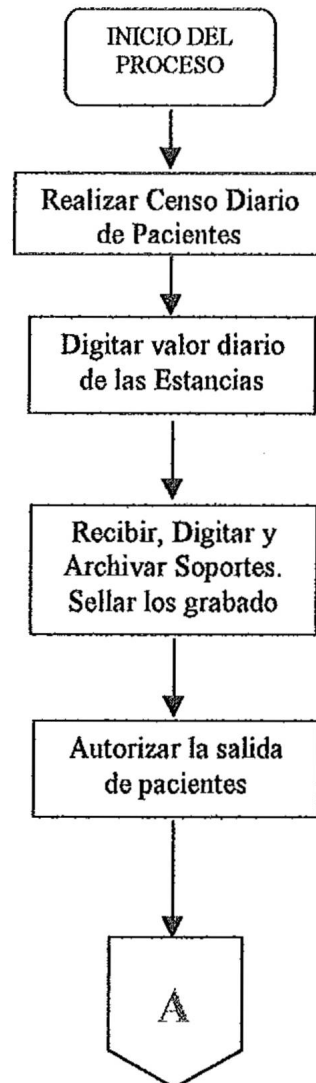 INICIO DEL
PROCESO
Realizar Censo Diario
de Pacientes
Digitar valor diario
de las Estancias
Recibir, Digitar y
Archivar Soportes.
Sellar los grabado
Autorizar la salida
de pacientes
A